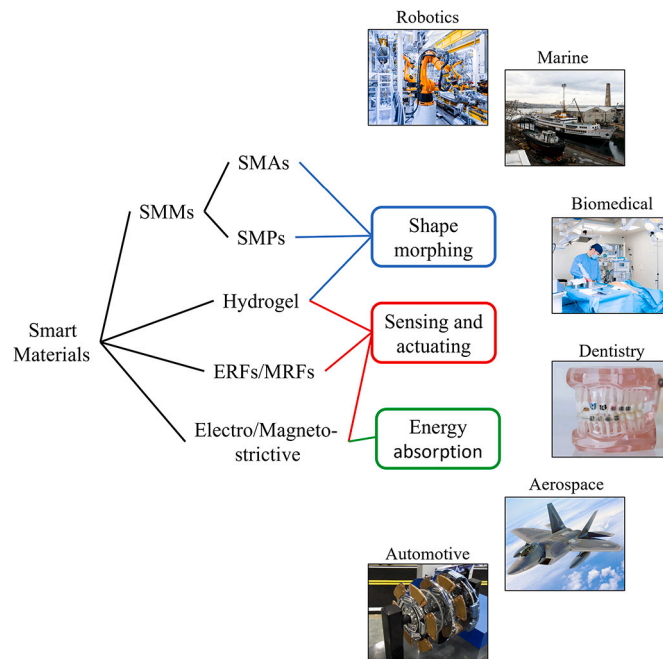 Robotics
Marine
SMAs
SMMs
Biomedical
SMPs
Shape
morphing
Hydrogel
Sensing and
actuating
Smart
Materials
Dentistry
ERFs/MRFs
Electro/Magneto-
strictive
Energy
absorption
Aerospace
Automotive